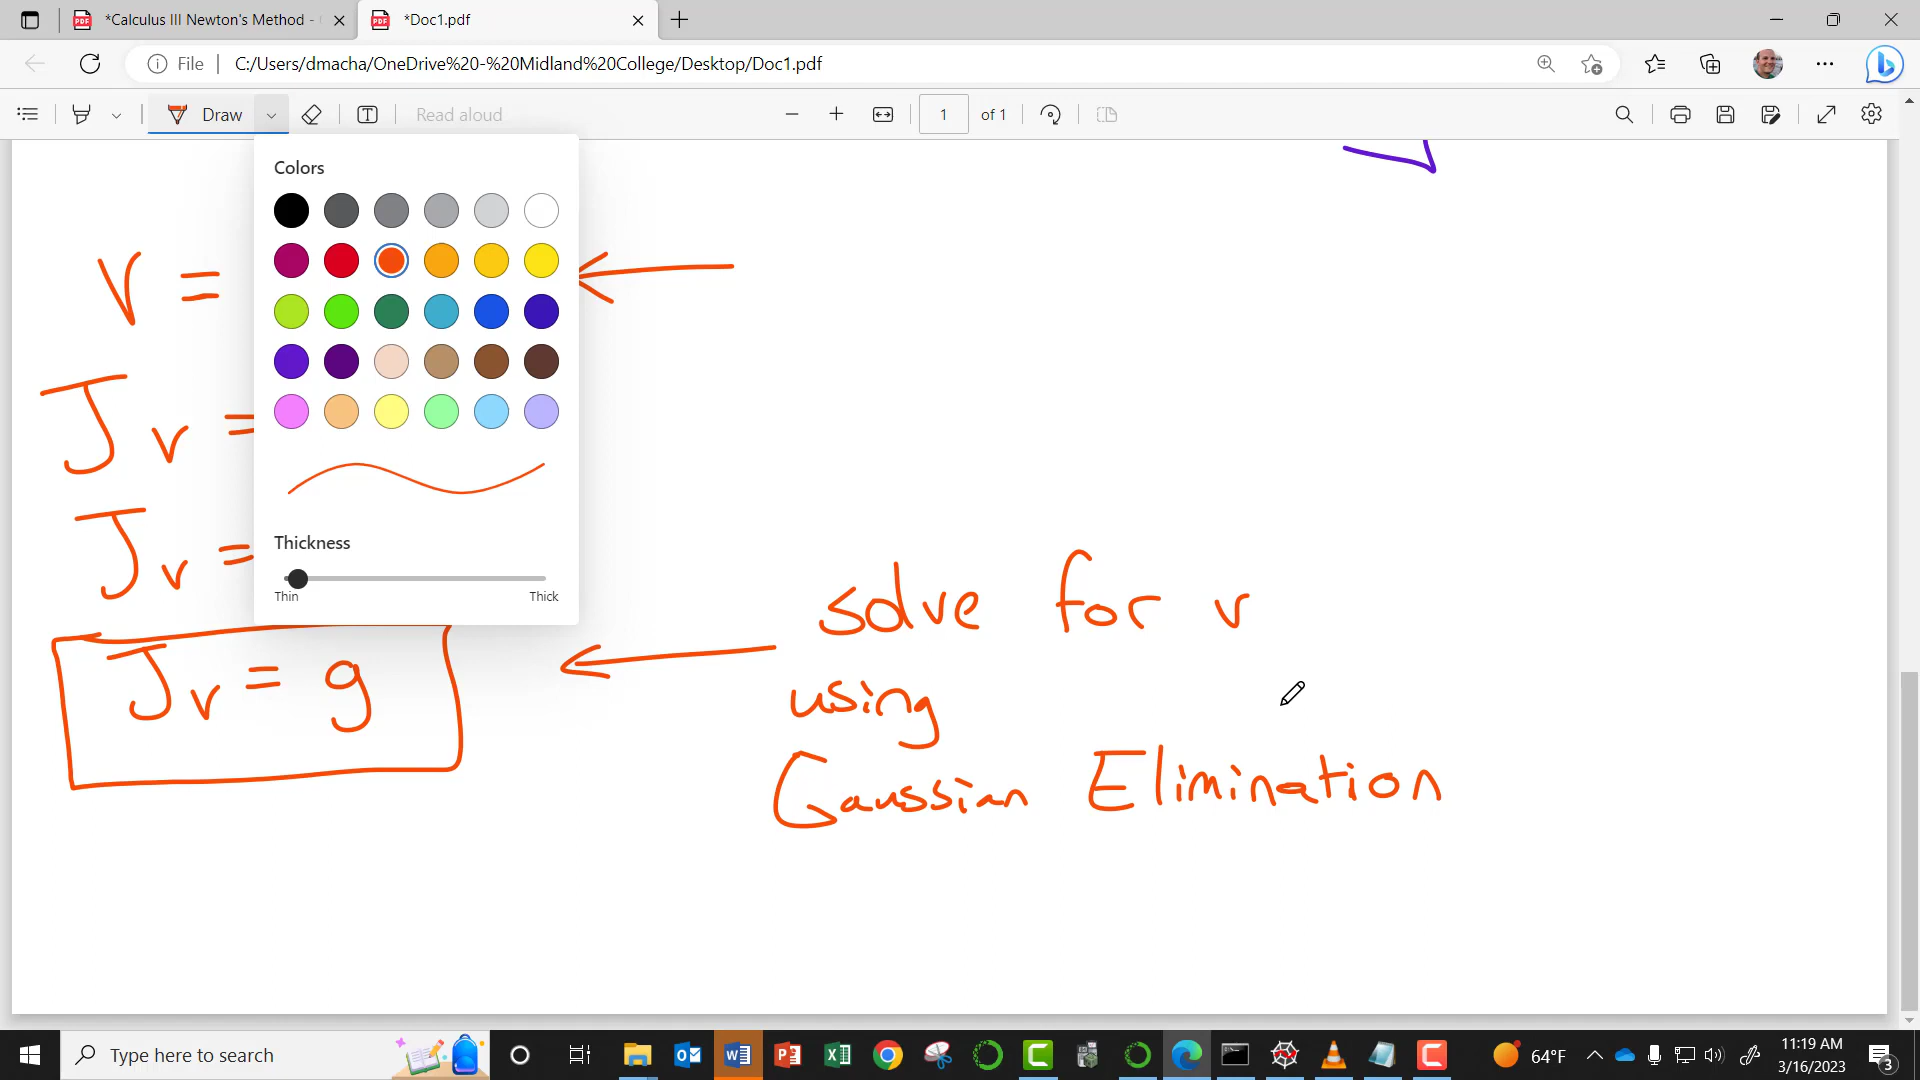 *Calculus III Newton's Method -
*Doc1.pdf
File
C:/Users/dmacha/OneDrive%20-%20Midland%20College/Desktop/Doc1.pdf
Draw
Read aloud
1
of 1
Colors
Thickness
Thin
Thick
v =
Jv =
Jv =
Jv = g
solve for v
using
Gaussian Elimination
Type here to search
64°F
11:19 AM
3/16/2023
3